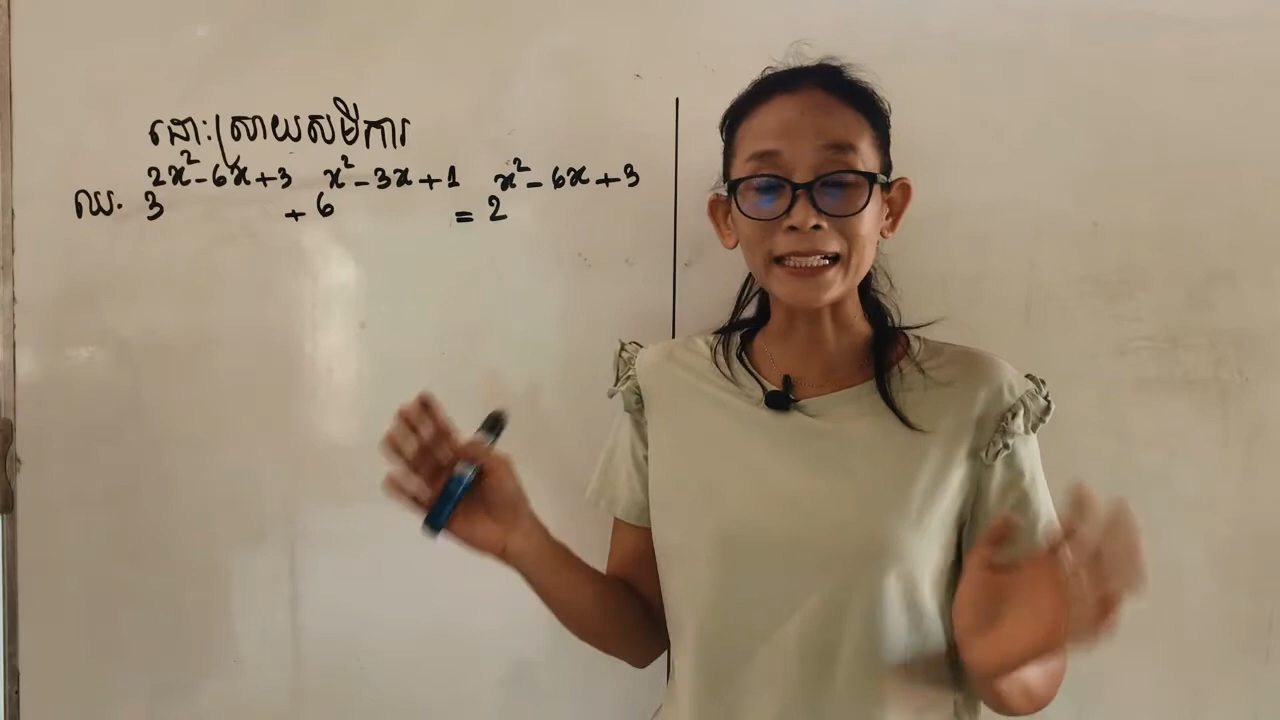 ដោះស្រាយសមីការ
ឈ. 3^{2x²-6x+3} + 6^{x²-3x+1} = 2^{x²-6x+3}